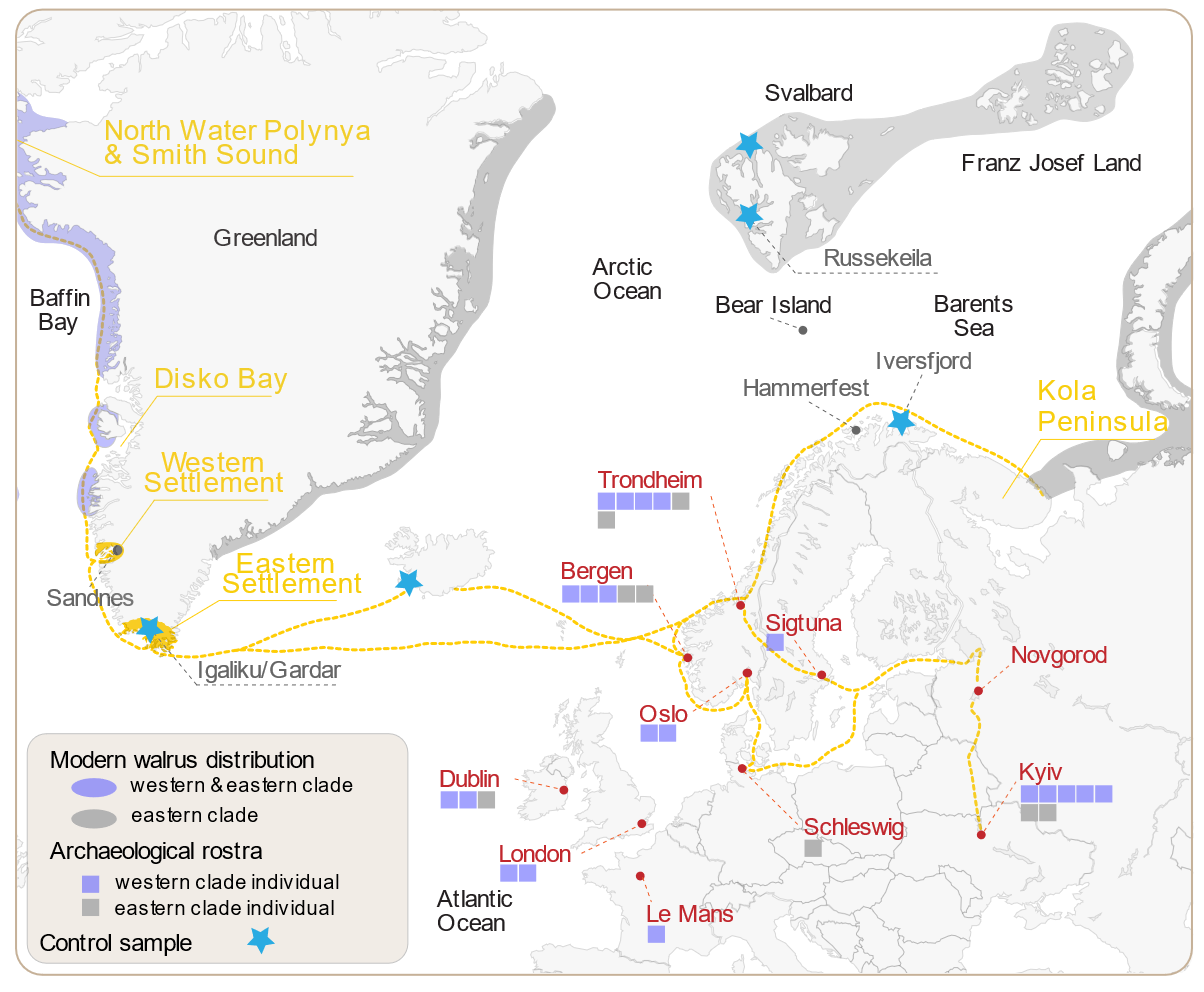 Svalbard
North Water Polynya
& Smith Sound
Franz Josef Land
Greenland
Russekeila
Arctic
Ocean
Baffin
Bay
Bear Island
Barents
Sea
Iversfjord
Disko Bay
Hammerfest
Kola
Peninsula
Western
Settlement
Trondheim
Eastern
Settlement
Bergen
Sandnes
Sigtuna
Igaliku/Gardar
Novgorod
Oslo
Modern walrus distribution
western & eastern clade
eastern clade
Archaeological rostra
western clade individual
eastern clade individual
Control sample
Dublin
Kyiv
Schleswig
London
Atlantic
Ocean
Le Mans